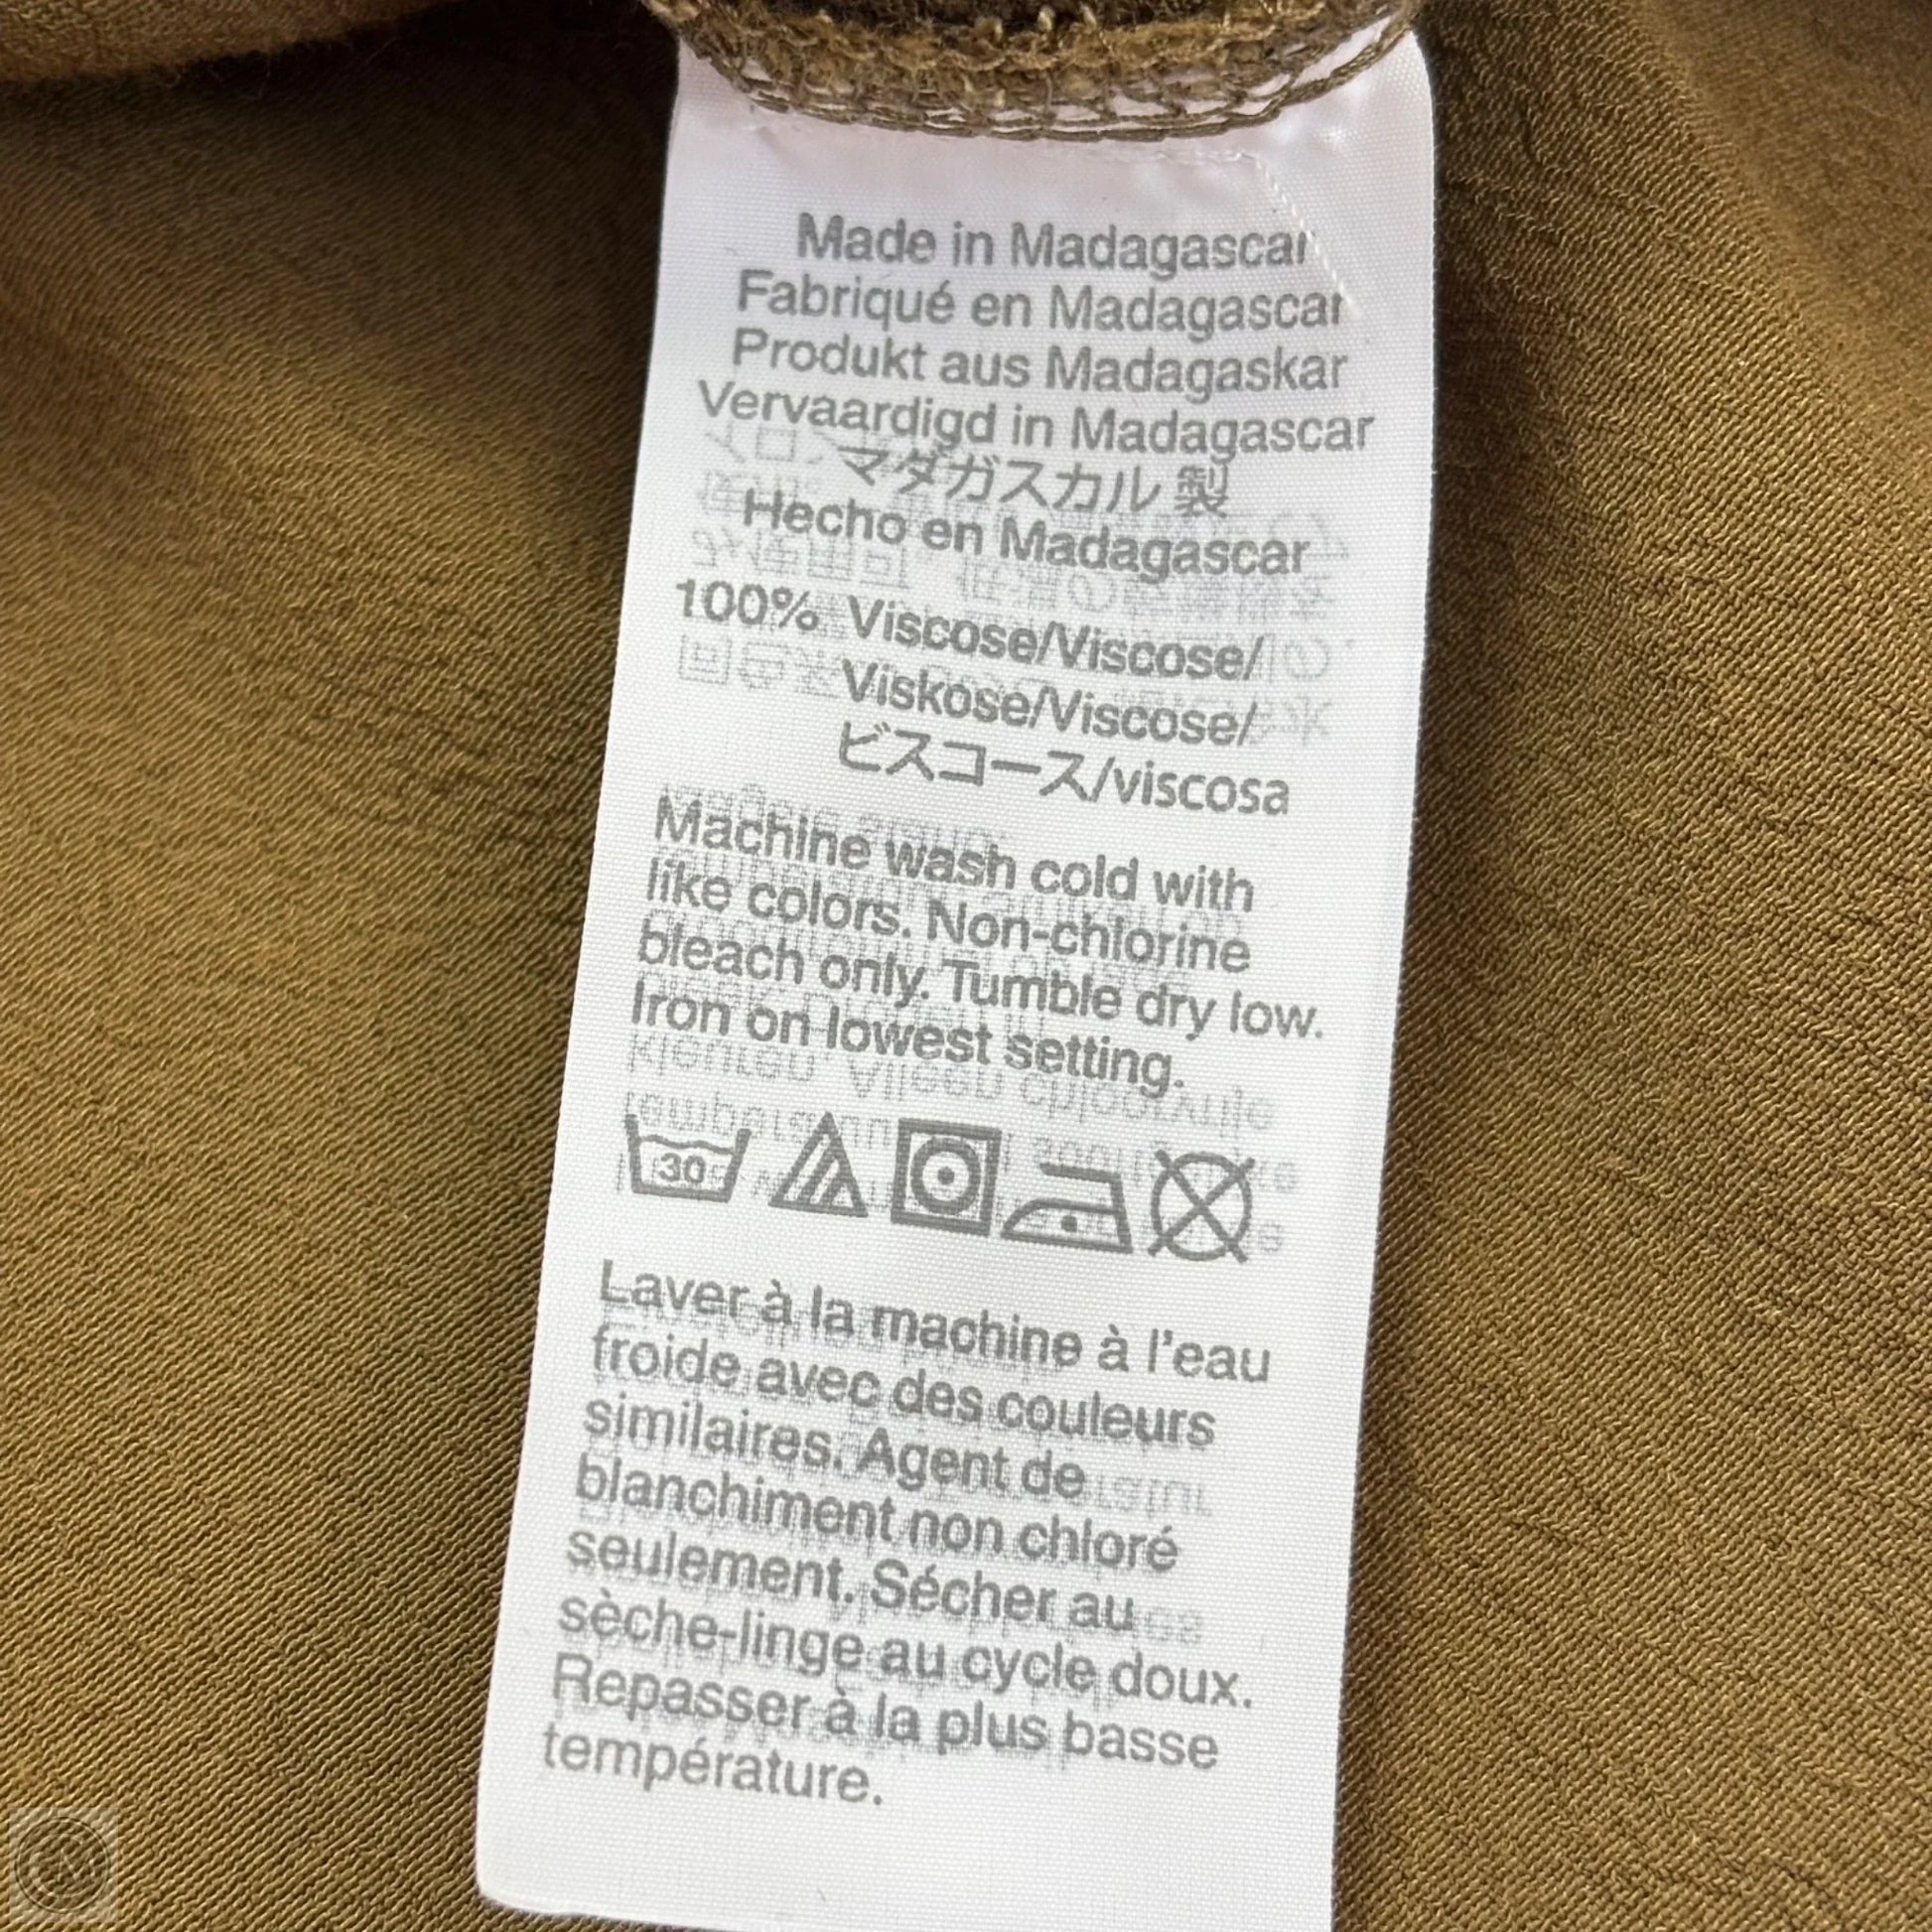 Made in Madagascar
Fabriqué en Madagascar
Produkt aus Madagaskar
Vervaardigd in Madagascar
マダガスカル 製
Hecho en Madagascar
100% Viscose/Viscose/
Viskose/Viscose/
ビスコース/viscosa
Machine wash cold with
like colors. Non-chlorine
bleach only. Tumble dry low.
Iron on lowest setting.
30
Laver à la machine à l'eau
froide avec des couleurs
similaires. Agent de
blanchiment non chloré
seulement. Sécher au
sèche-linge au cycle doux.
Repasser à la plus basse
température.